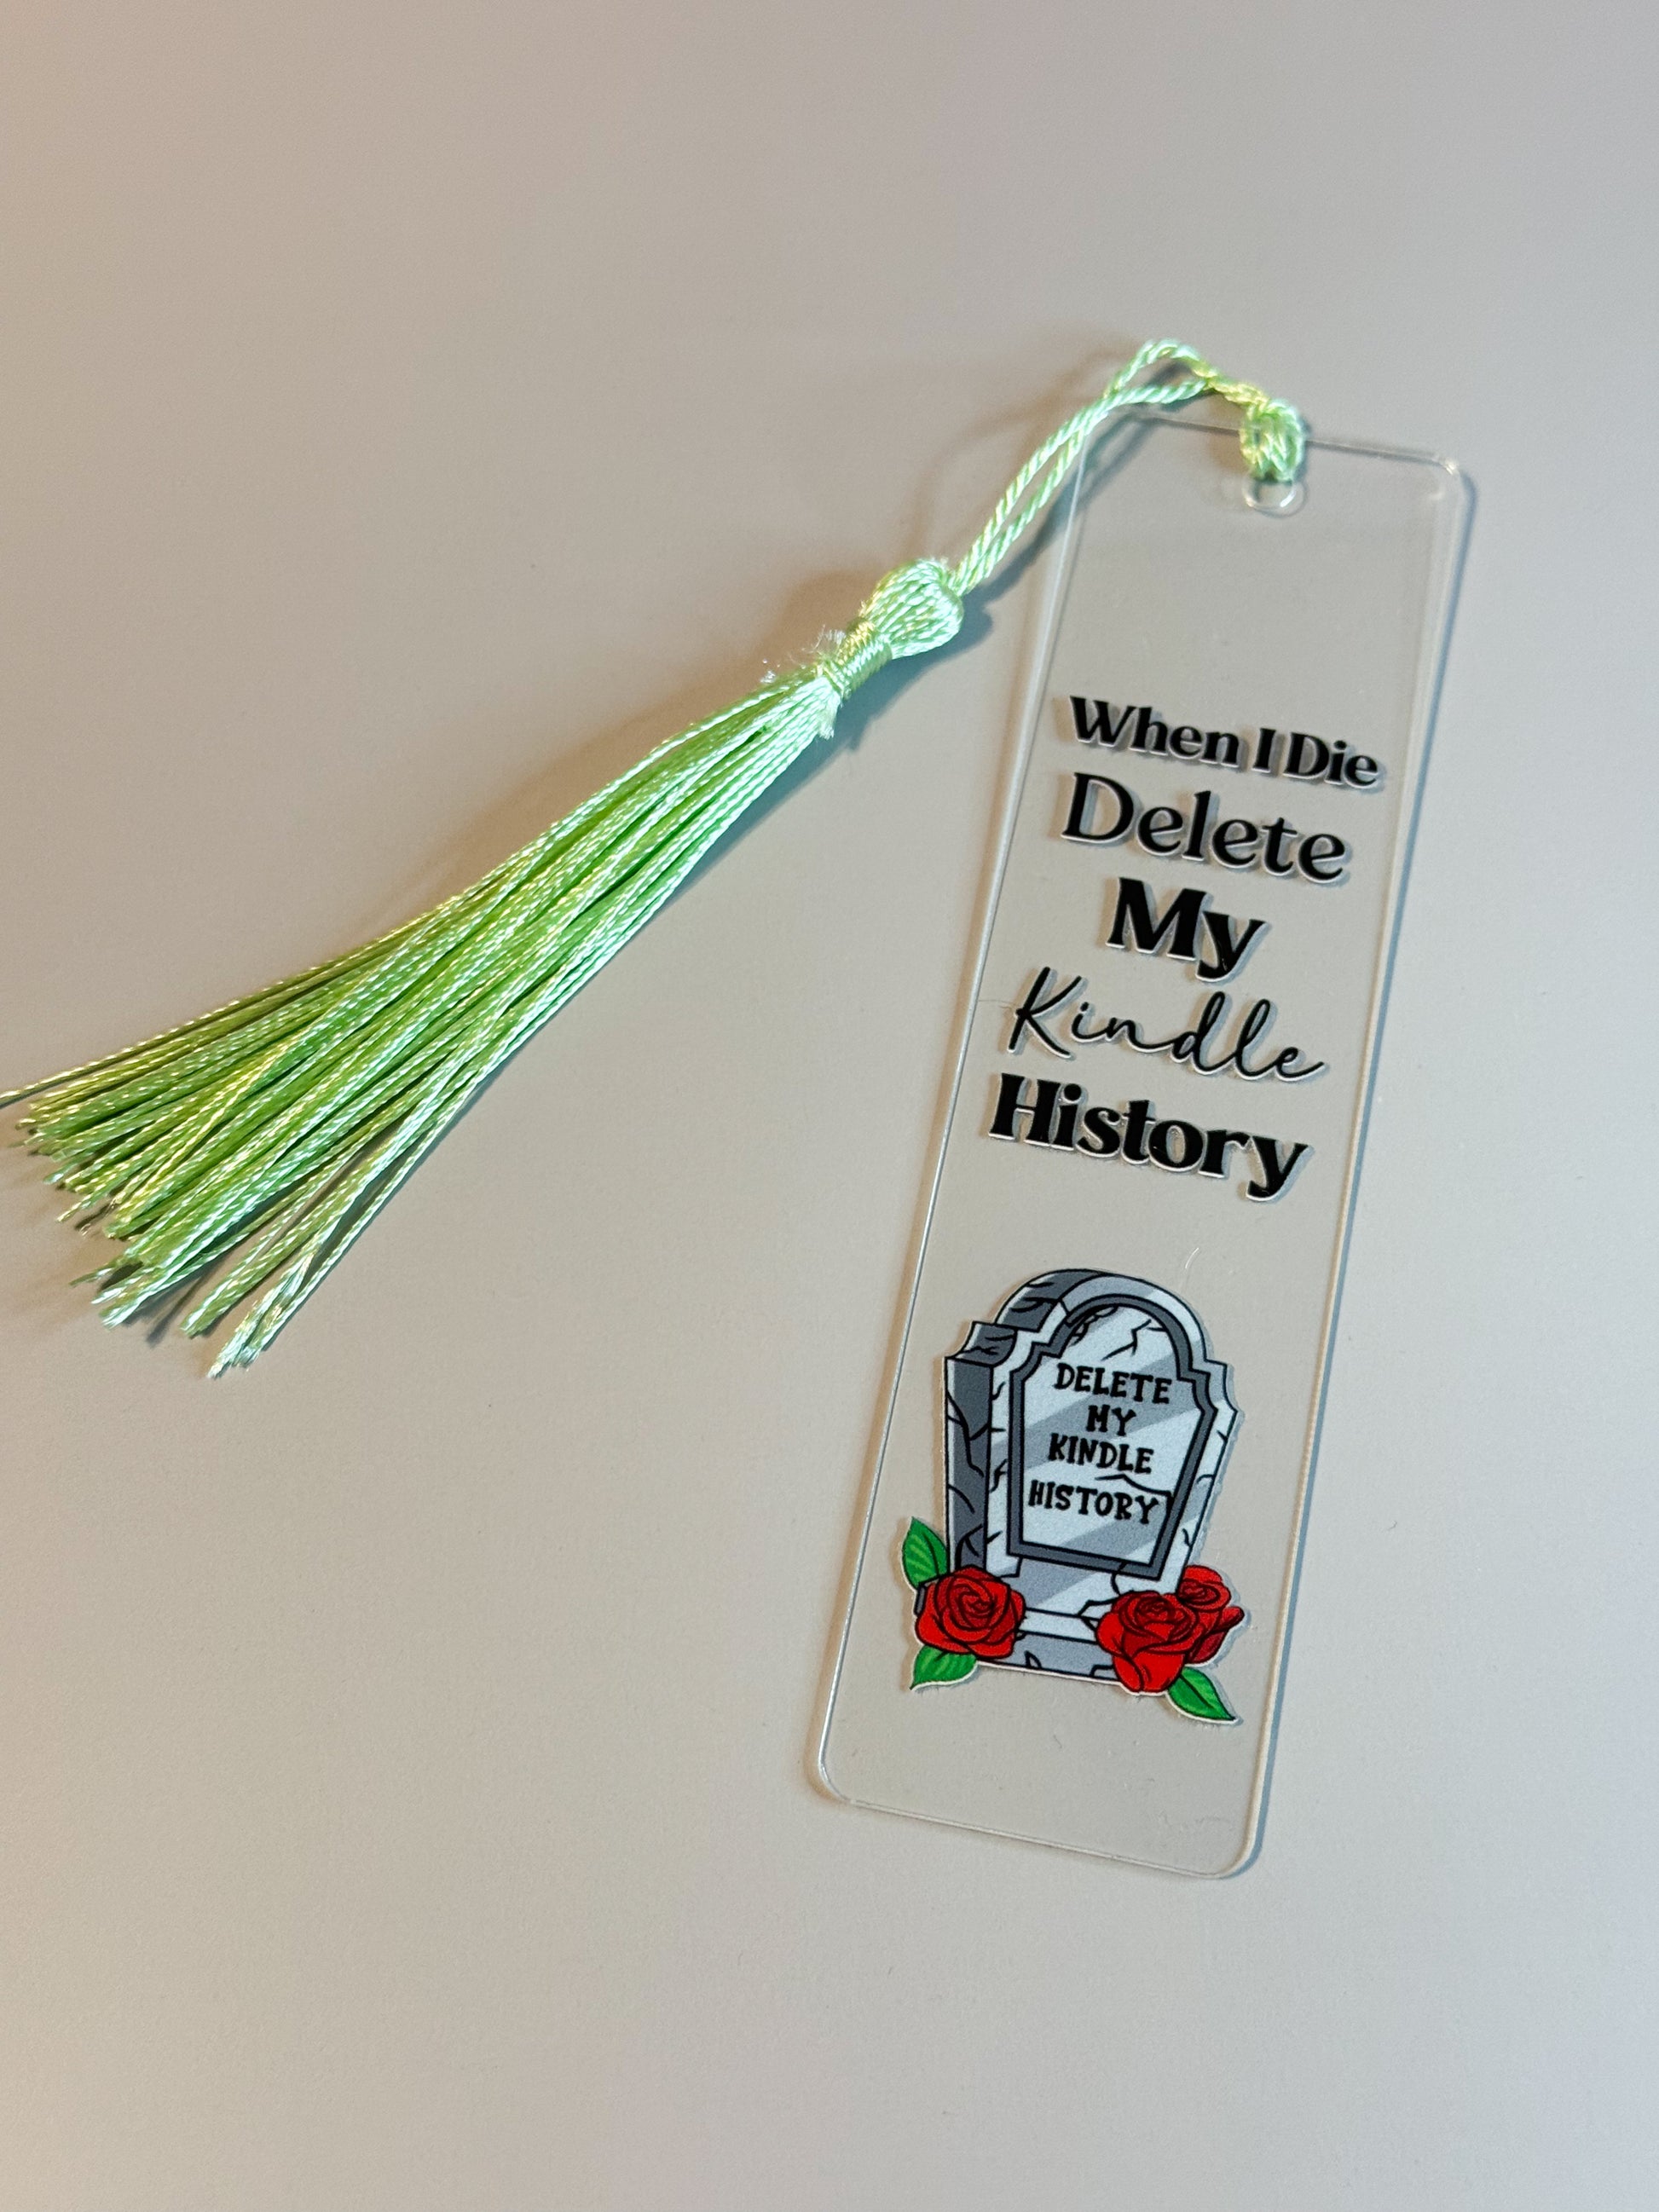 When I Die
Delete
My
Kindle
History
DELETE
MY
KINDLE
HISTORY